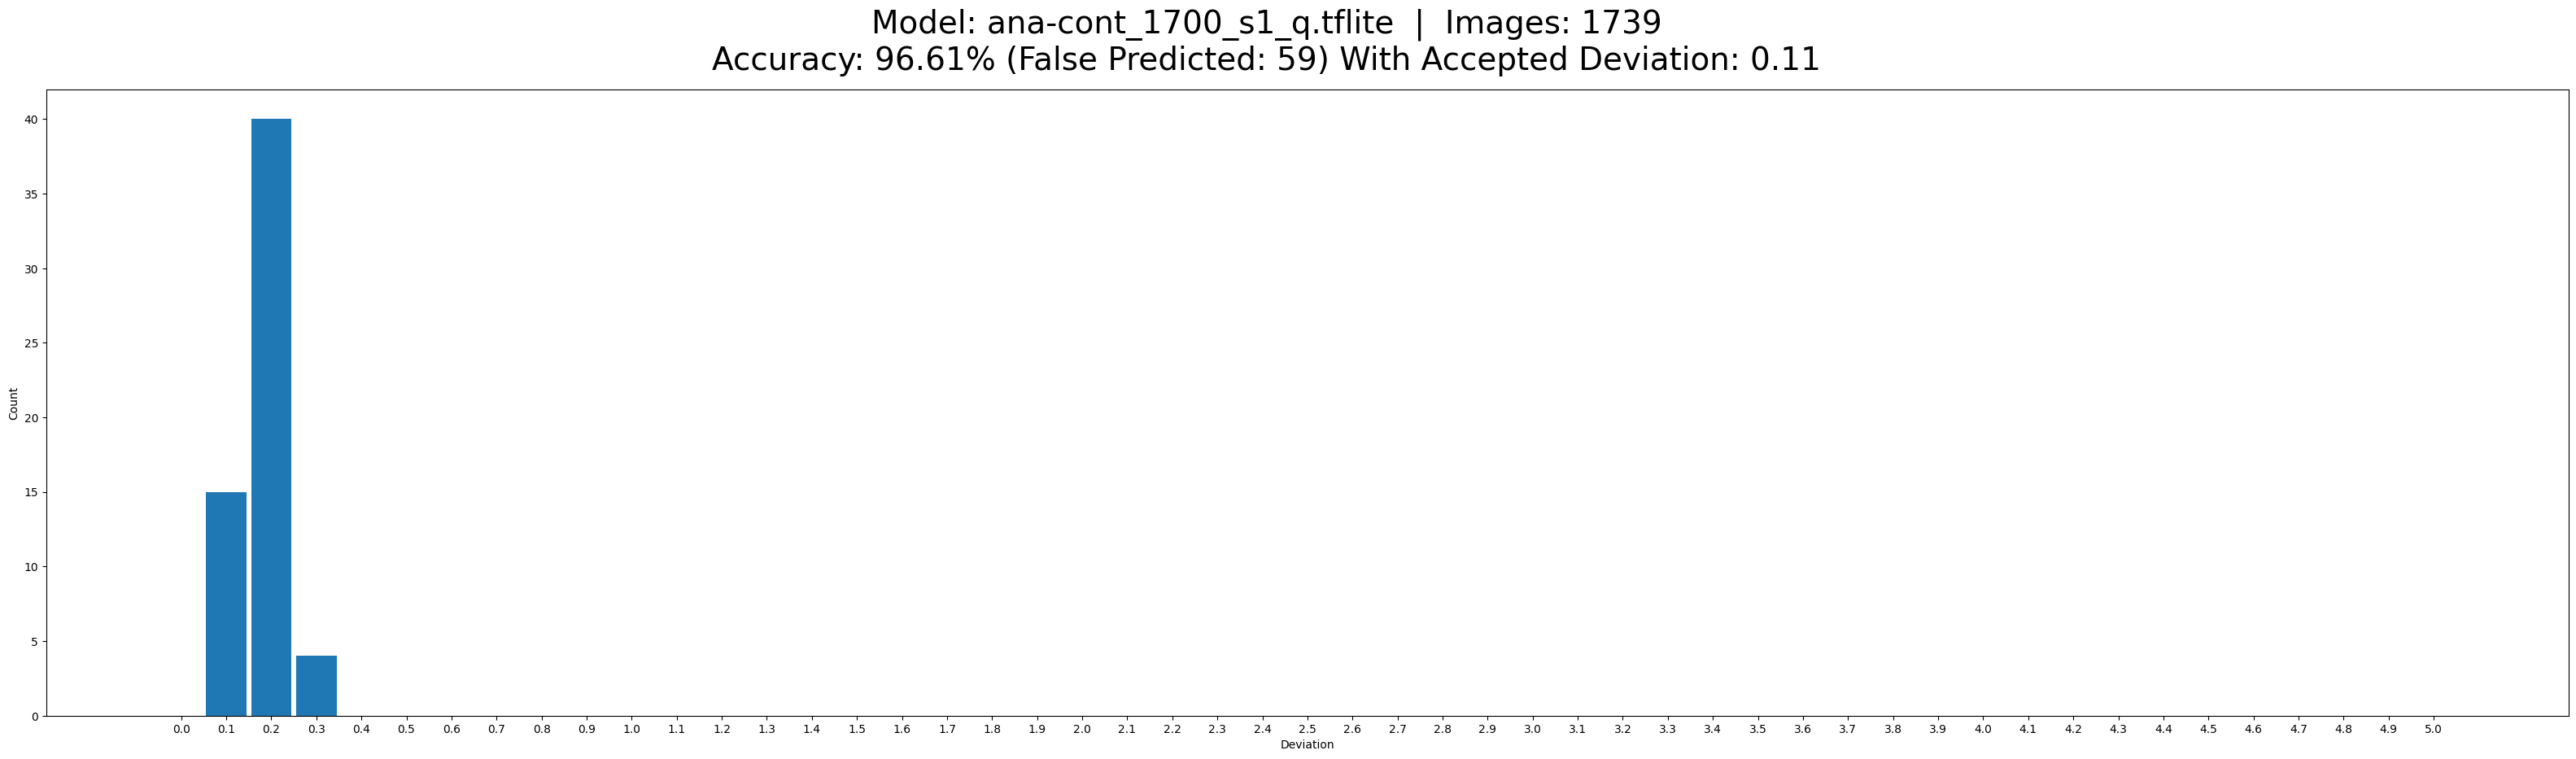 Model: ana-cont_1700_s1_q.tflite | Images: 1739
Accuracy: 96.61% (False Predicted: 59) With Accepted Deviation: 0.11
40
35
30
25
20
15
10
5
0
Count
0.0 0.1 0.2 0.3 0.4 0.5 0.6 0.7 0.8 0.9 1.0 1.1 1.2 1.3 1.4 1.5 1.6 1.7 1.8 1.9 2.0 2.1 2.2 2.3 2.4 2.5 2.6 2.7 2.8 2.9 3.0 3.1 3.2 3.3 3.4 3.5 3.6 3.7 3.8 3.9 4.0 4.1 4.2 4.3 4.4 4.5 4.6 4.7 4.8 4.9 5.0
Deviation